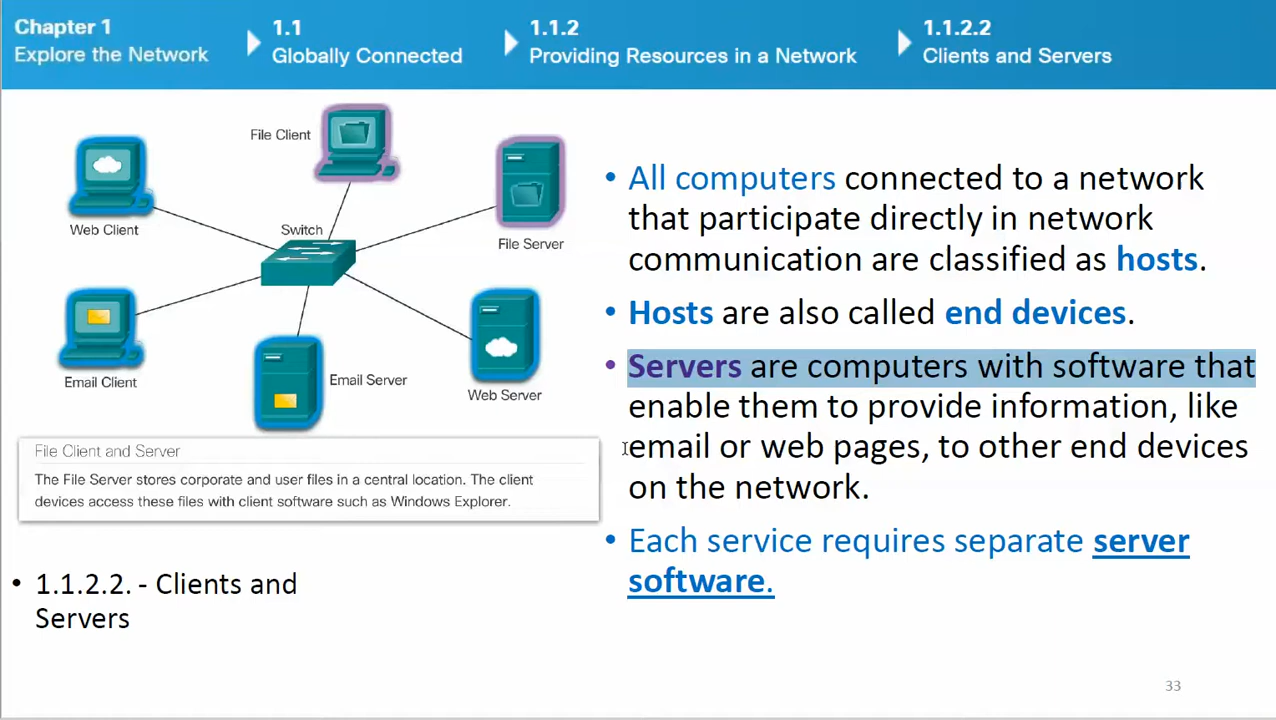 Chapter 1
Explore the Network
1.1
Globally Connected
1.1.2
Providing Resources in a Network
1.1.2.2
Clients and Servers
File Client
Web Client
Switch
File Server
Email Client
Email Server
Web Server
File Client and Server
The File Server stores corporate and user files in a central location. The client
devices access these files with client software such as Windows Explorer.
• 1.1.2.2. - Clients and
Servers
• All computers connected to a network
that participate directly in network
communication are classified as hosts.
• Hosts are also called end devices.
• Servers are computers with software that
enable them to provide information, like
email or web pages, to other end devices
on the network.
• Each service requires separate server
software.
33